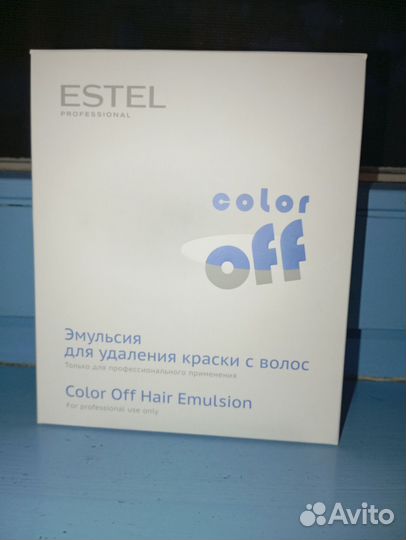 ESTEL
PROFESSIONAL
color
off
Эмульсия
для удаления краски с волос
Только для профессионального применения
Color Off Hair Emulsion
For professional use only
Avito